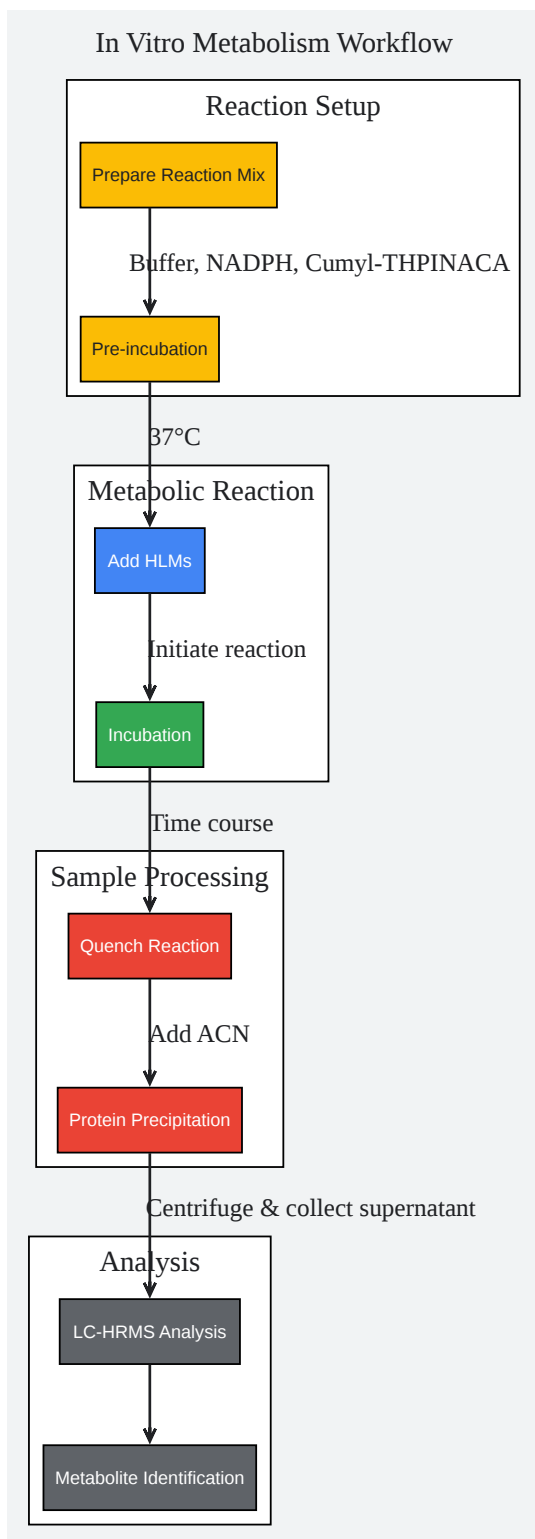 In Vitro Metabolism Workflow
Reaction Setup
Prepare Reaction Mix
Buffer, NADPH, Cumyl-THPINACA
Pre-incubation
37°C
Metabolic Reaction
Add HLMs
Initiate reaction
Incubation
Time course
Sample Processing
Quench Reaction
Add ACN
Protein Precipitation
Centrifuge & collect supernatant
Analysis
LC-HRMS Analysis
Metabolite Identification